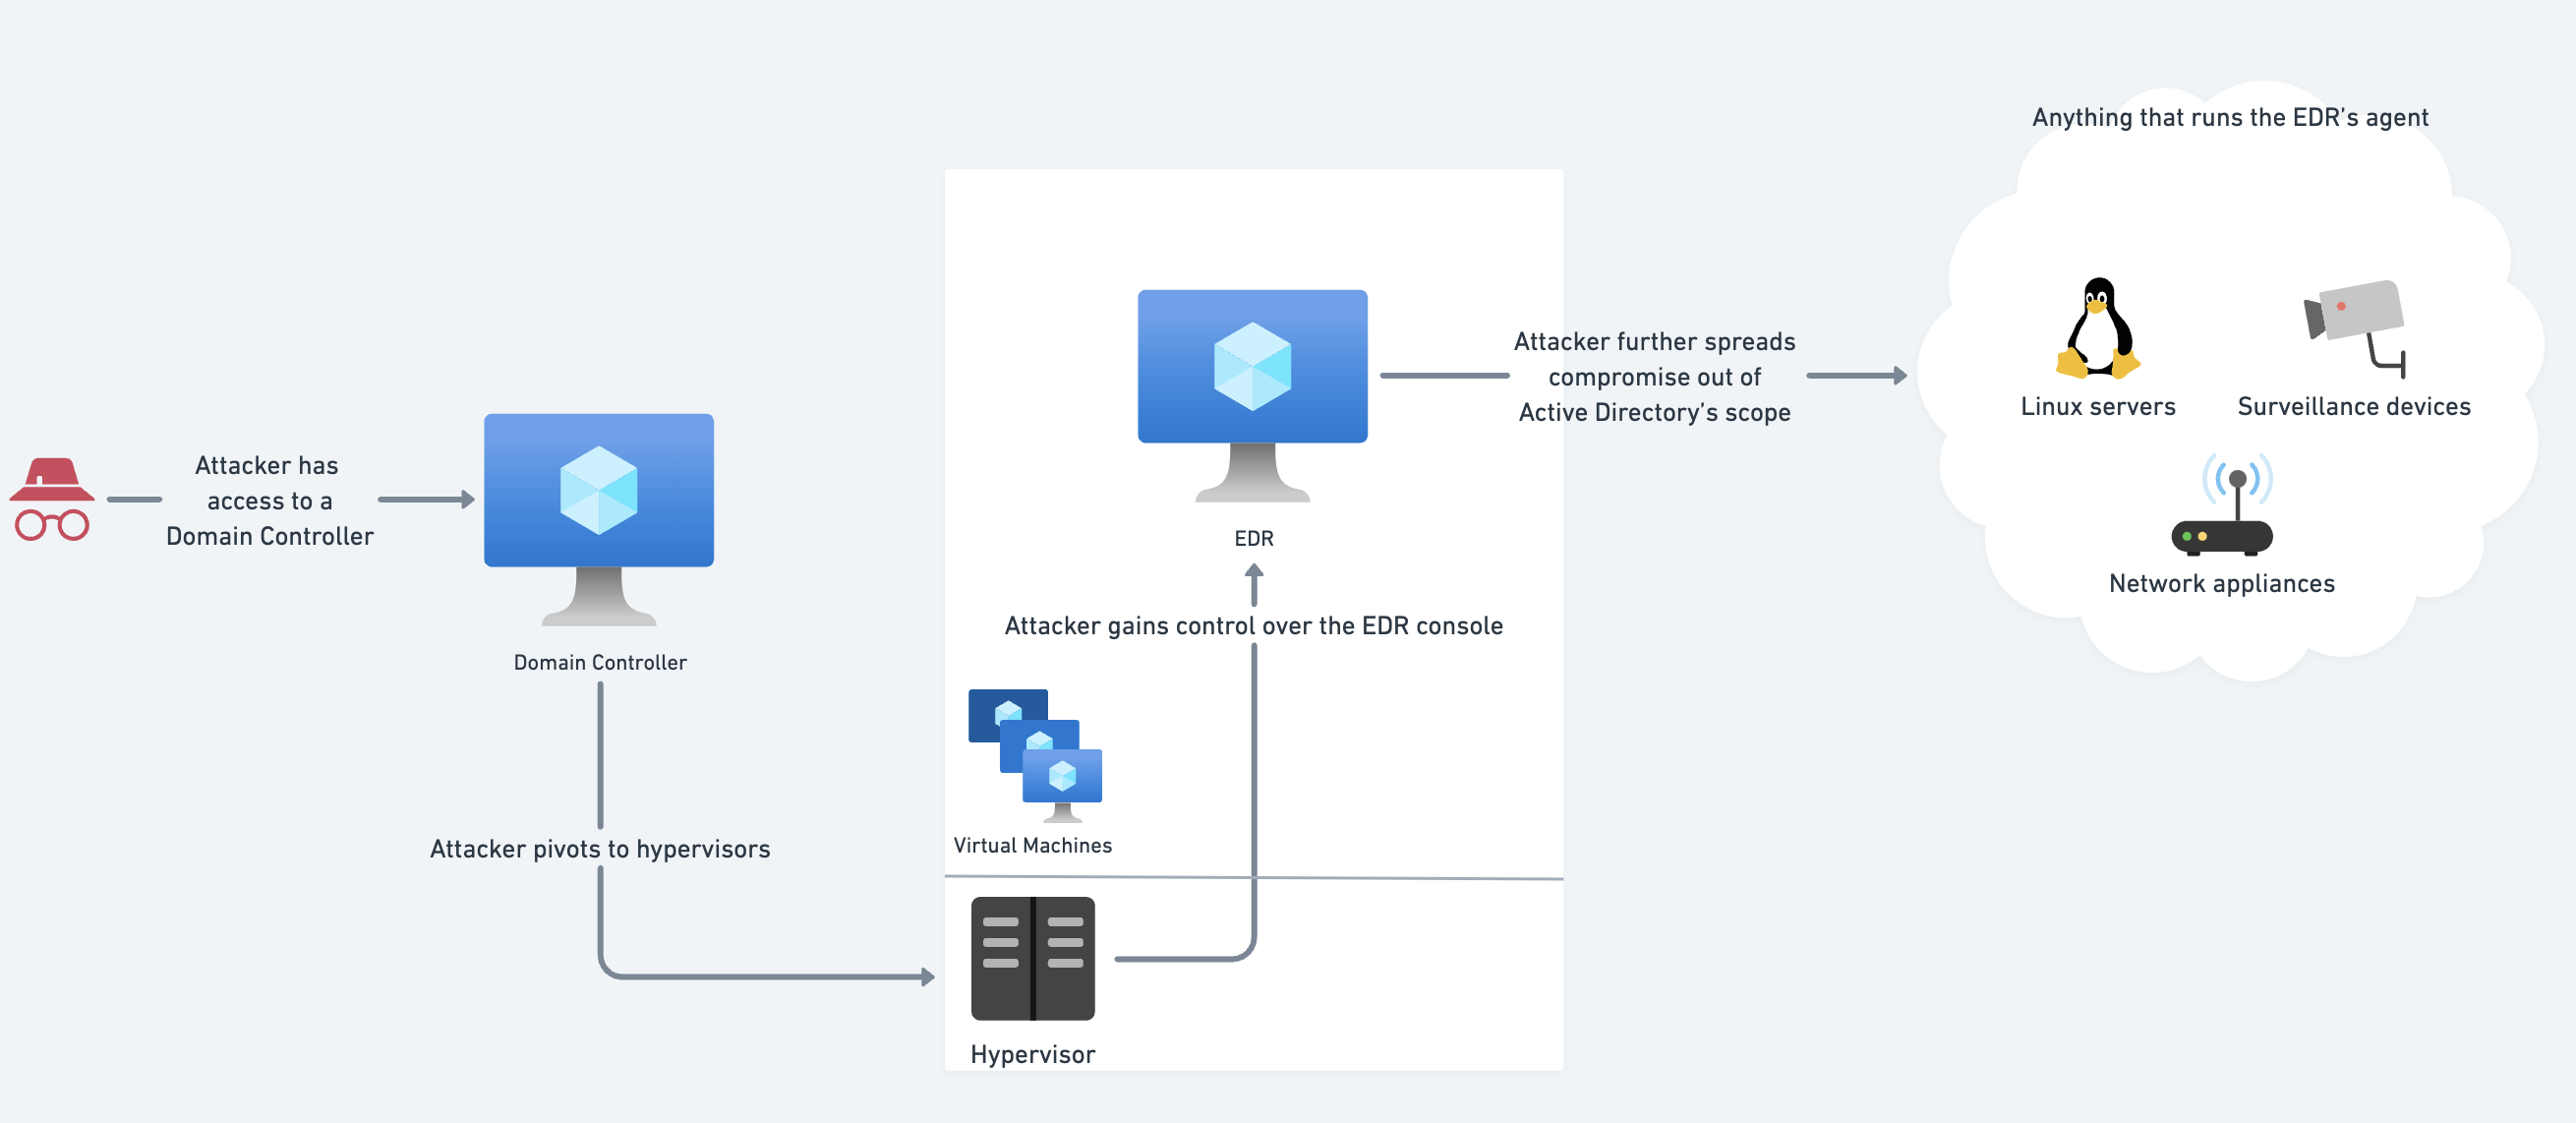 Attacker has
access to a
Domain Controller
Domain Controller
Attacker pivots to hypervisors
Hypervisor
Virtual Machines
Attacker gains control over the EDR console
EDR
Attacker further spreads
compromise out of
Active Directory’s scope
Anything that runs the EDR’s agent
Linux servers
Surveillance devices
Network appliances